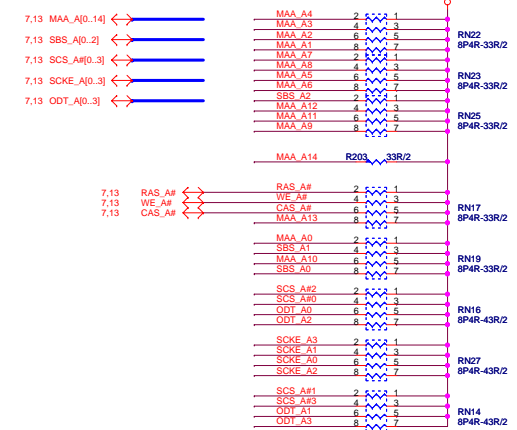 7,13 MAA_A[0..14]
7,13 SBS_A[0..2]
7,13 SCS_A#[0..3]
7,13 SCKE_A[0..3]
7,13 ODT_A[0..3]
MAA_A4 2 1
MAA_A3 4 3
MAA_A2 6 5 RN22
MAA_A1 8 7 8P4R-33R/2
MAA_A7 2 1
MAA_A8 4 3
MAA_A5 6 5 RN23
MAA_A6 8 7 8P4R-33R/2
SBS_A2 2 1
MAA_A12 4 3
MAA_A11 6 5 RN25
MAA_A9 8 7 8P4R-33R/2
MAA_A14 R203 33R/2
7,13 RAS_A# RAS_A# 2 1
7,13 WE_A# WE_A# 4 3
7,13 CAS_A# CAS_A# 6 5 RN17
MAA_A13 8 7 8P4R-33R/2
MAA_A0 2 1
SBS_A1 4 3
MAA_A10 6 5 RN19
SBS_A0 8 7 8P4R-33R/2
SCS_A#2 2 1
SCS_A#0 4 3
ODT_A0 6 5 RN16
ODT_A2 8 7 8P4R-43R/2
SCKE_A3 2 1
SCKE_A1 4 3
SCKE_A0 6 5 RN27
SCKE_A2 8 7 8P4R-43R/2
SCS_A#1 2 1
SCS_A#3 4 3
ODT_A1 6 5 RN14
ODT_A3 8 7 8P4R-43R/2